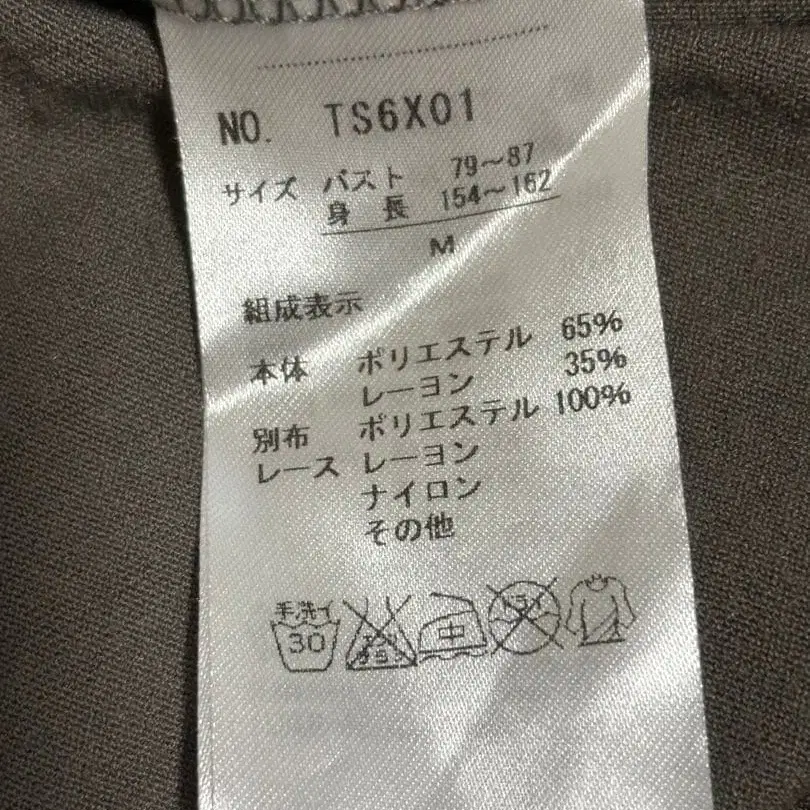 NO. TS6X01
サイズ バスト 79～87
身長 154～162
M
組成表示
本体 ポリエステル 65%
レーヨン 35%
別布 ポリエステル 100%
レース レーヨン
ナイロン
その他
手洗イ
30
中